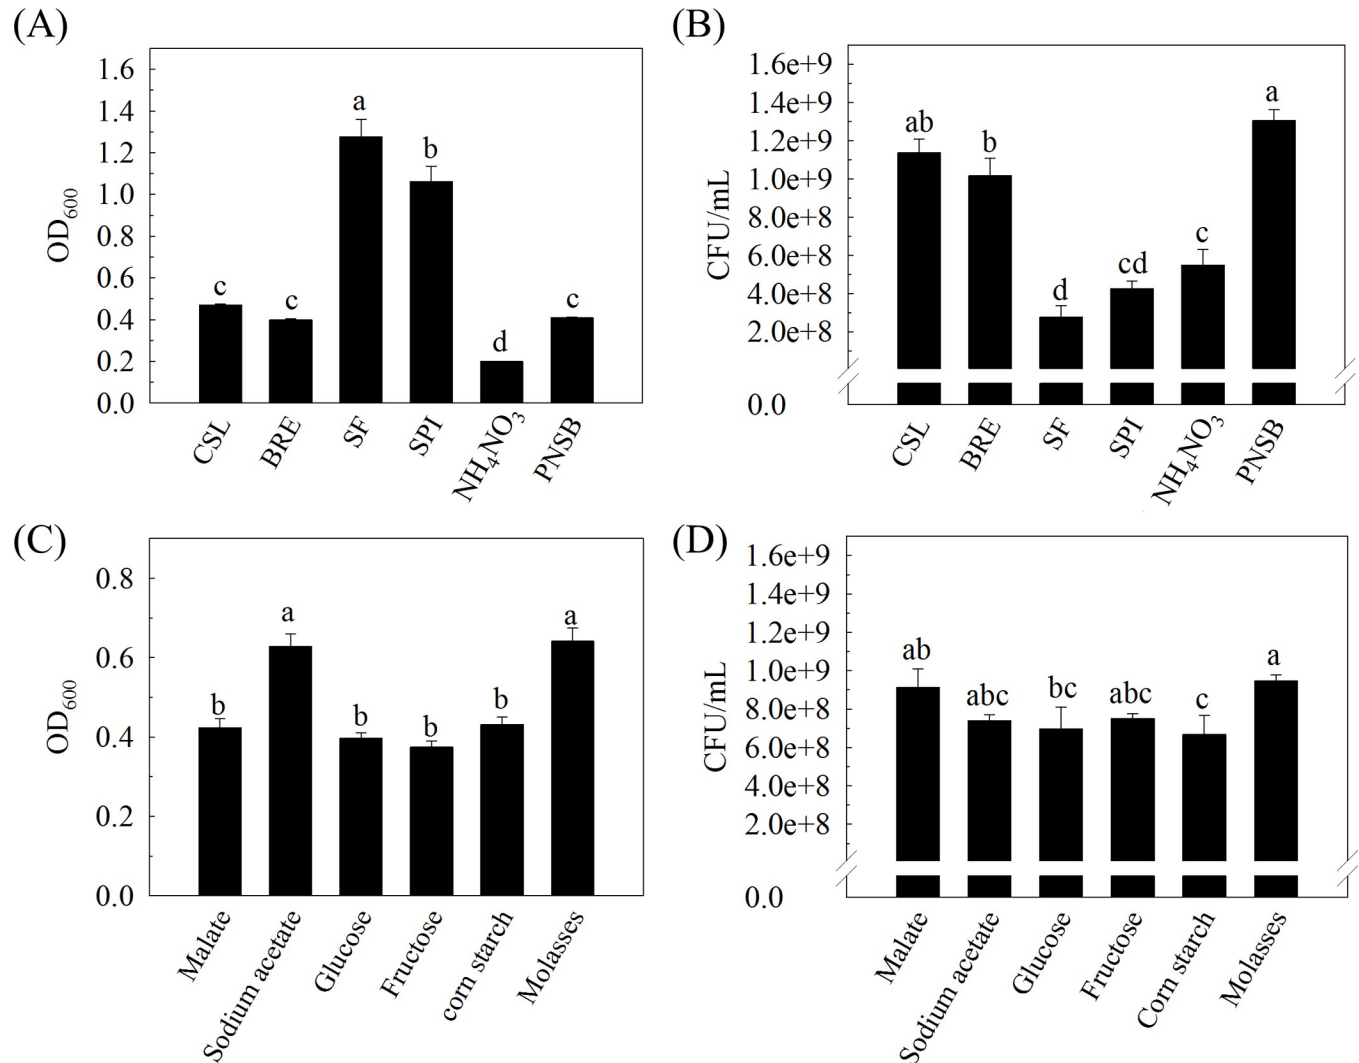 (A)
1.6
1.4
1.2
1.0
0.8
0.6
0.4
0.2
0.0
OD600
c
c
a
b
d
c
CSL
BRE
SF
SPI
NH4NO3
PNSB
(B)
1.6e+9
1.4e+9
1.2e+9
1.0e+9
8.0e+8
6.0e+8
4.0e+8
2.0e+8
0.0
CFU/mL
ab
b
d
cd
c
a
CSL
BRE
SF
SPI
NH4NO3
PNSB
(C)
0.8
0.6
0.4
0.2
0.0
OD600
b
a
b
b
b
a
Malate
Sodium acetate
Glucose
Fructose
corn starch
Molasses
(D)
1.6e+9
1.4e+9
1.2e+9
1.0e+9
8.0e+8
6.0e+8
4.0e+8
2.0e+8
0.0
CFU/mL
ab
abc
bc
abc
c
a
Malate
Sodium acetate
Glucose
Fructose
Corn starch
Molasses